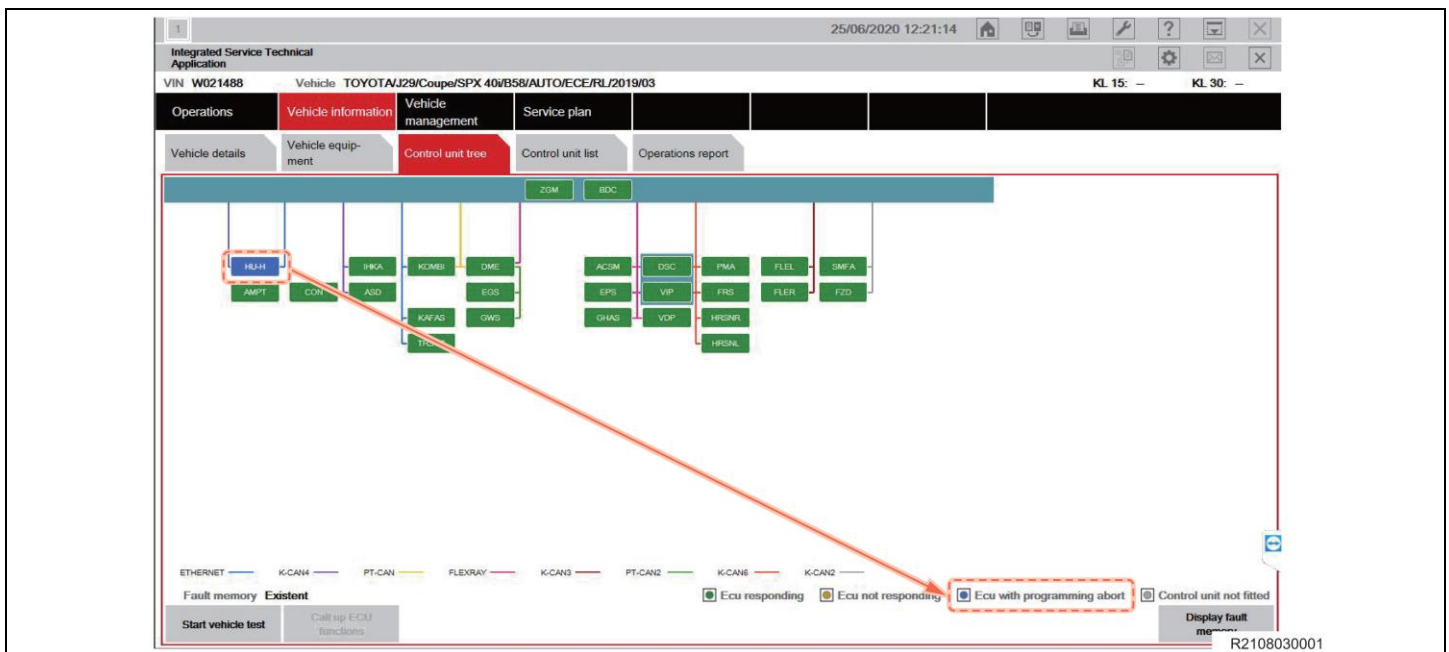 1
25/06/2020 12:21:14
?
Integrated Service Technical
Application
VIN W021488 Vehicle TOYOTA/J29/Coupe/SPX 40i/B58/AUTO/ECE/RL/2019/03 KL 15: – KL 30: –
Operations Vehicle information Vehicle
management Service plan
Vehicle details Vehicle equip-
ment Control unit tree Control unit list Operations report
ZGM BDC
HU-H IHKA KOMBI DME ACSM DSC PMA FLEL SMFA
AMPT CON ASD EGS EPS VIP FRS FLER FZD
KAFAS GWS GHAS VDP HRSNR
HRSNL
ETHERNET K-CAN4 PT-CAN FLEXRAY K-CAN3 PT-CAN2 K-CAN6 K-CAN2
Fault memory Existent Ecu responding Ecu not responding Ecu with programming abort Control unit not fitted
Start vehicle test Call up ECU
functions Display fault
memory
R2108030001